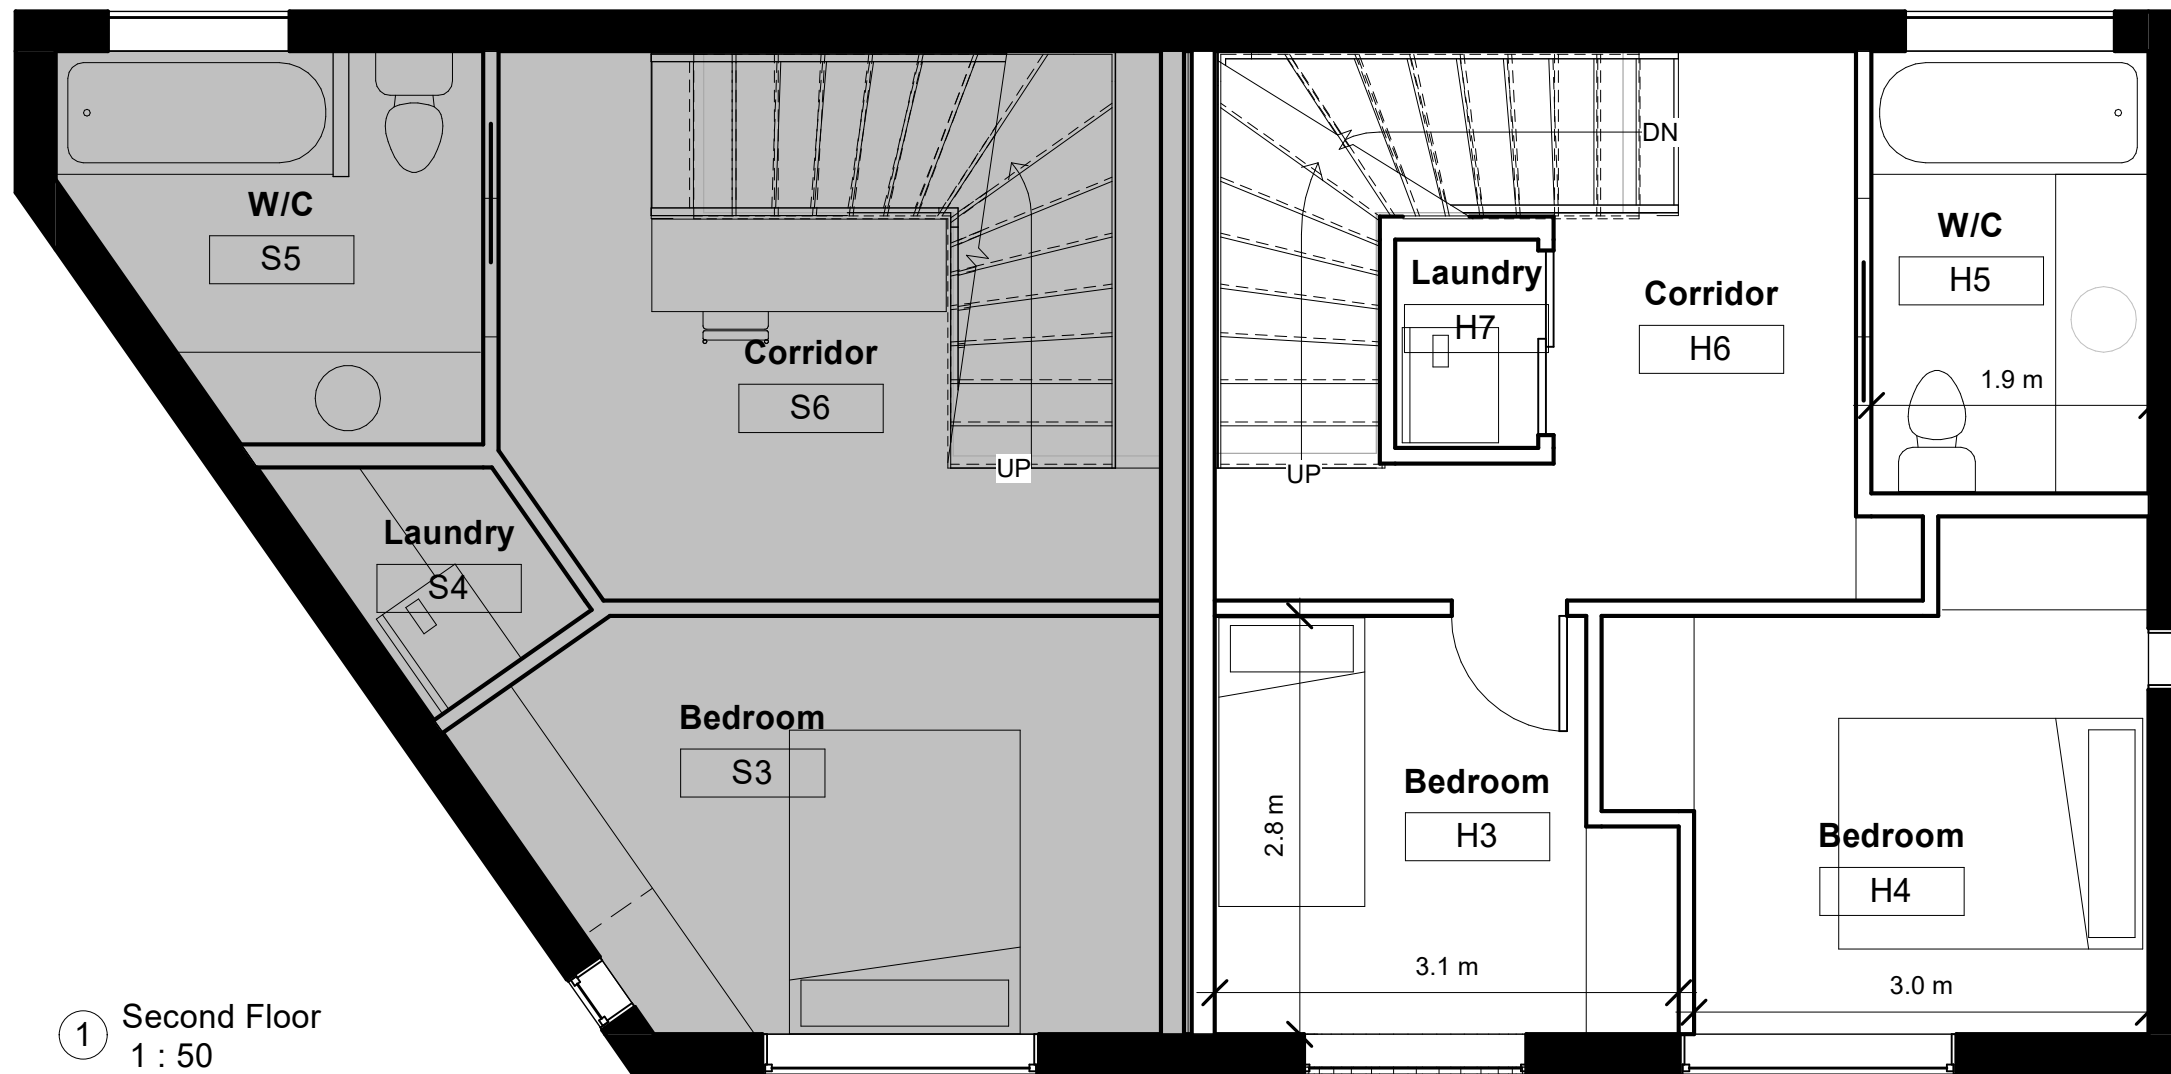 DN
W/C
S5
W/C
H5
Laundry
H7
Corridor
H6
Corridor
S6
1.9 m
UP
UP
Laundry
S4
Bedroom
S3
Bedroom
H3
2.8 m
Bedroom
H4
3.1 m
3.0 m
1
Second Floor
1 : 50